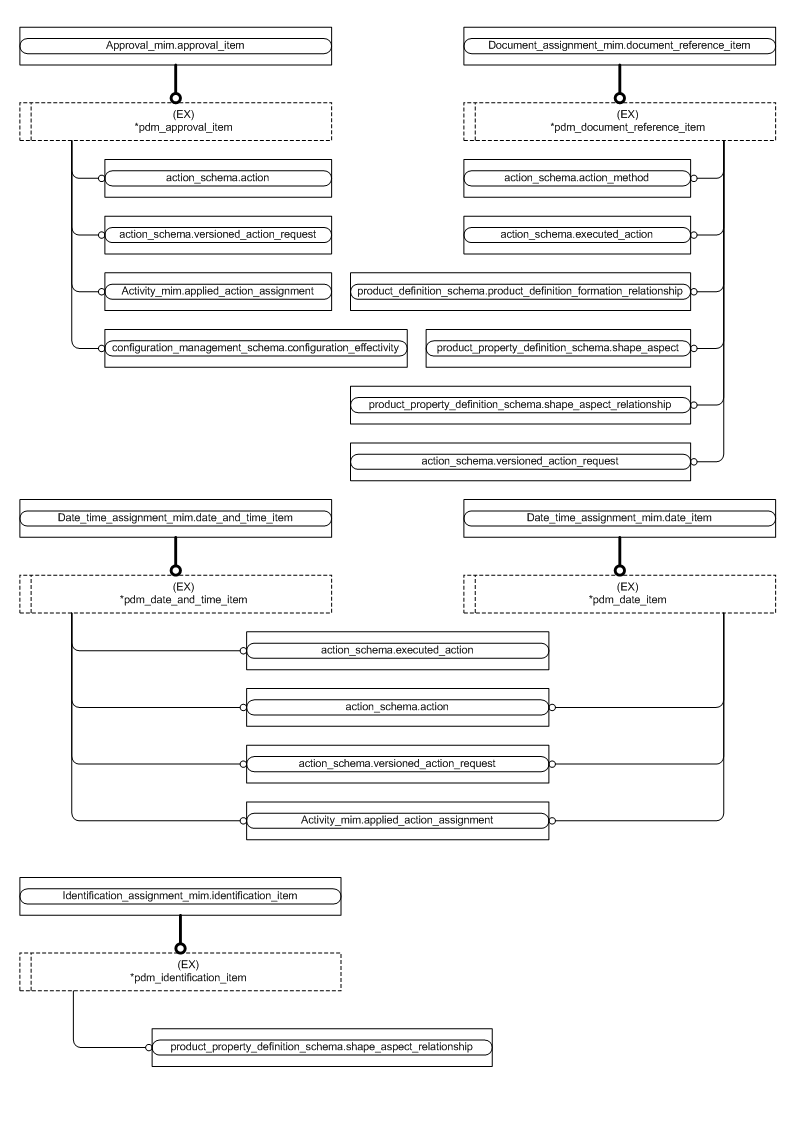 Approval_mim.approval_item
Document_assignment_mim.document_reference_item
(EX)
*pdm_approval_item
(EX)
*pdm_document_reference_item
action_schema.action
action_schema.action_method
action_schema.versioned_action_request
action_schema.executed_action
Activity_mim.applied_action_assignment
product_definition_schema.product_definition_formation_relationship
configuration_management_schema.configuration_effectivity
product_property_definition_schema.shape_aspect
product_property_definition_schema.shape_aspect_relationship
action_schema.versioned_action_request
Date_time_assignment_mim.date_and_time_item
Date_time_assignment_mim.date_item
(EX)
*pdm_date_and_time_item
(EX)
*pdm_date_item
action_schema.executed_action
action_schema.action
action_schema.versioned_action_request
Activity_mim.applied_action_assignment
Identification_assignment_mim.identification_item
(EX)
*pdm_identification_item
product_property_definition_schema.shape_aspect_relationship